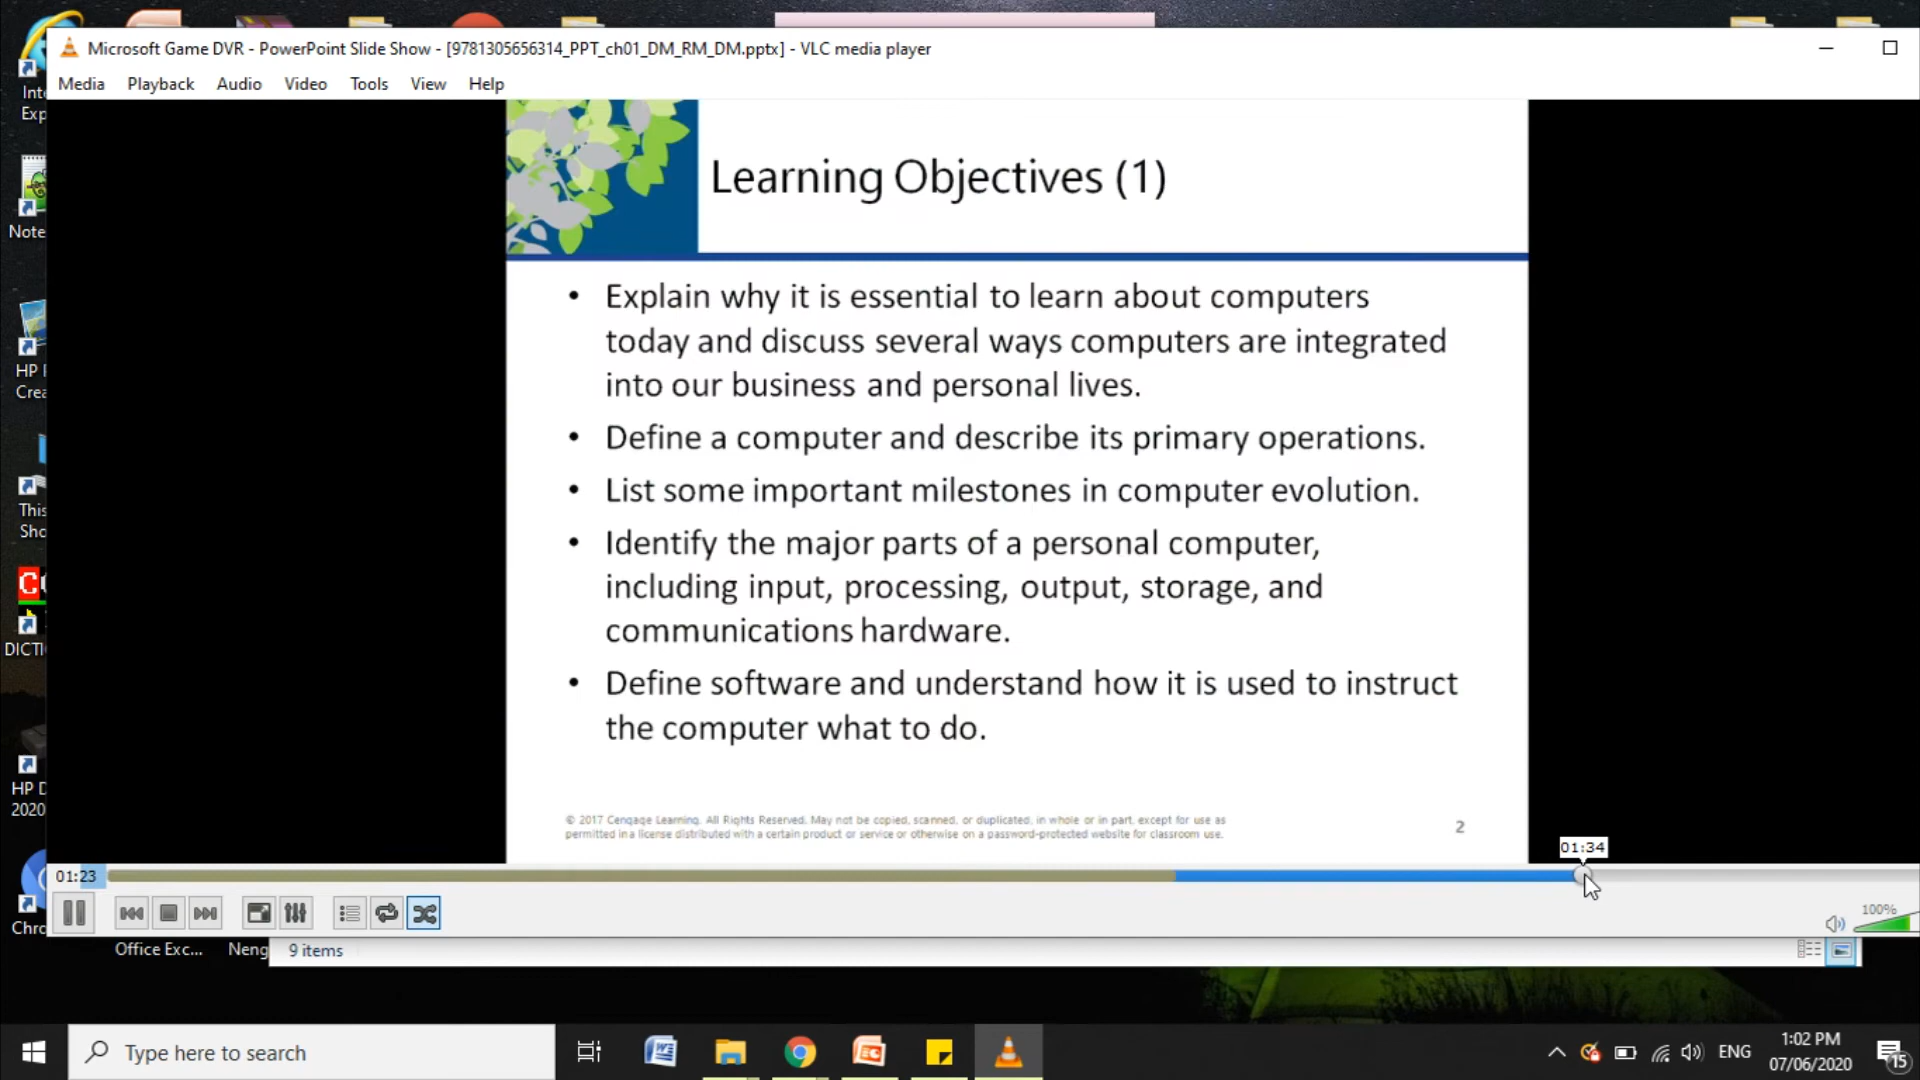 Microsoft Game DVR - PowerPoint Slide Show - [9781305656314_PPT_ch01_DM_RM_DM.pptx] - VLC media player
Media Playback Audio Video Tools View Help
Learning Objectives (1)
• Explain why it is essential to learn about computers
today and discuss several ways computers are integrated
into our business and personal lives.
• Define a computer and describe its primary operations.
• List some important milestones in computer evolution.
• Identify the major parts of a personal computer,
including input, processing, output, storage, and
communications hardware.
• Define software and understand how it is used to instruct
the computer what to do.
© 2017 Cengage Learning. All Rights Reserved. May not be copied, scanned, or duplicated, in whole or in part, except for use as
permitted in a license distributed with a certain product or service or otherwise on a password-protected website for classroom use.
2
Int
Exp
Note
HP
Crea
This
Sho
DICTI
HP D
2020
Chro
01:34
01:23
100%
Office Exc...
Neng
9 items
Type here to search
ENG
1:02 PM
07/06/2020
15